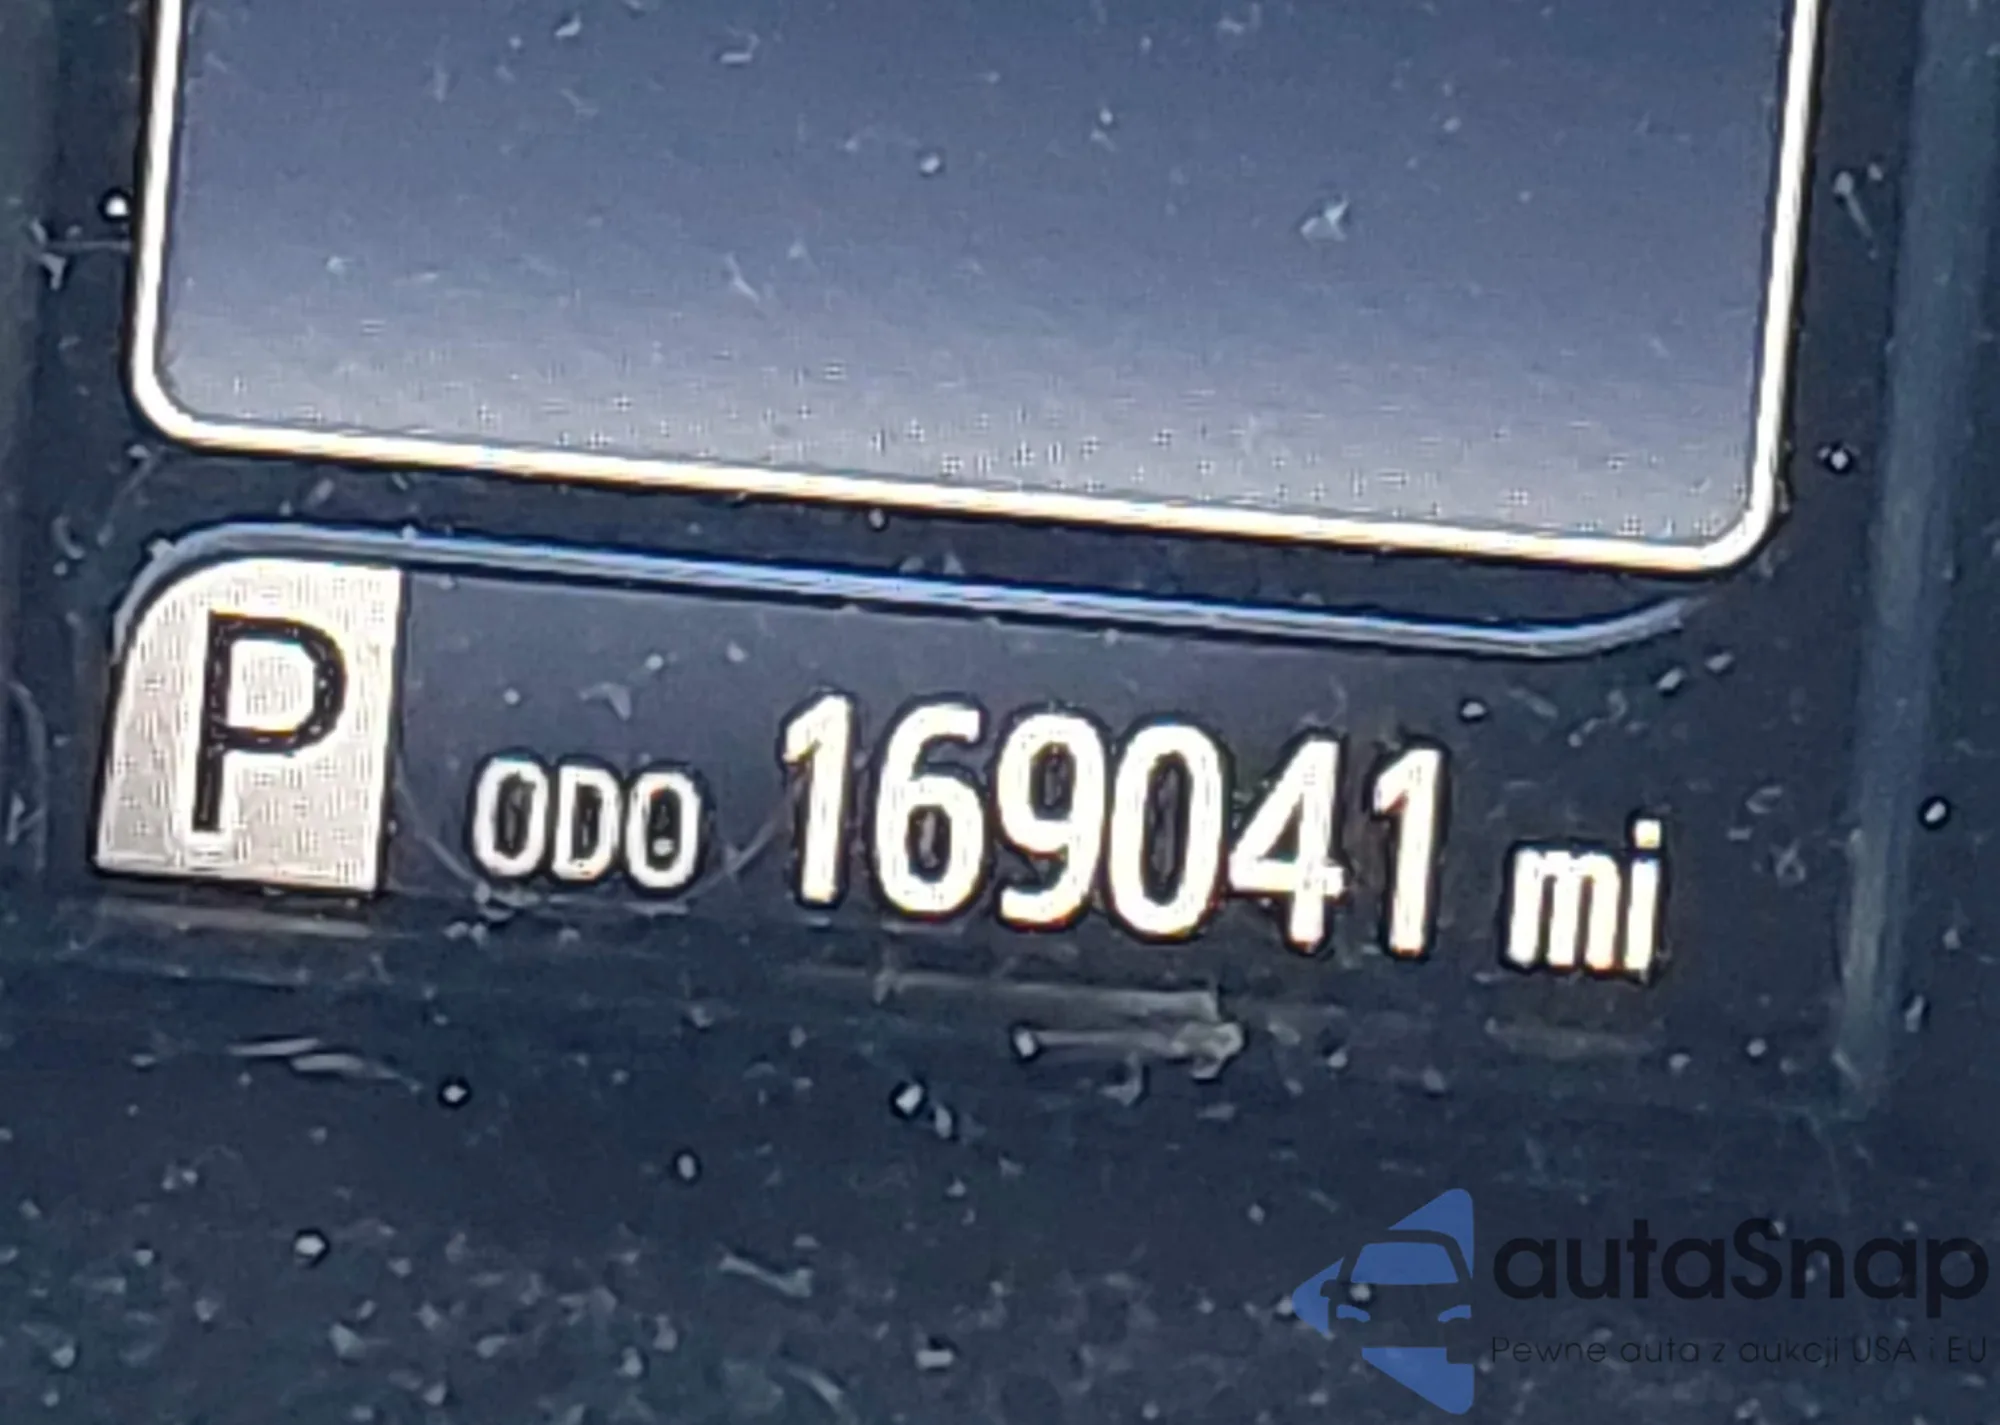 P ODO 169041 mi
autaSnap
Pewne auta z aukcji USA i EU